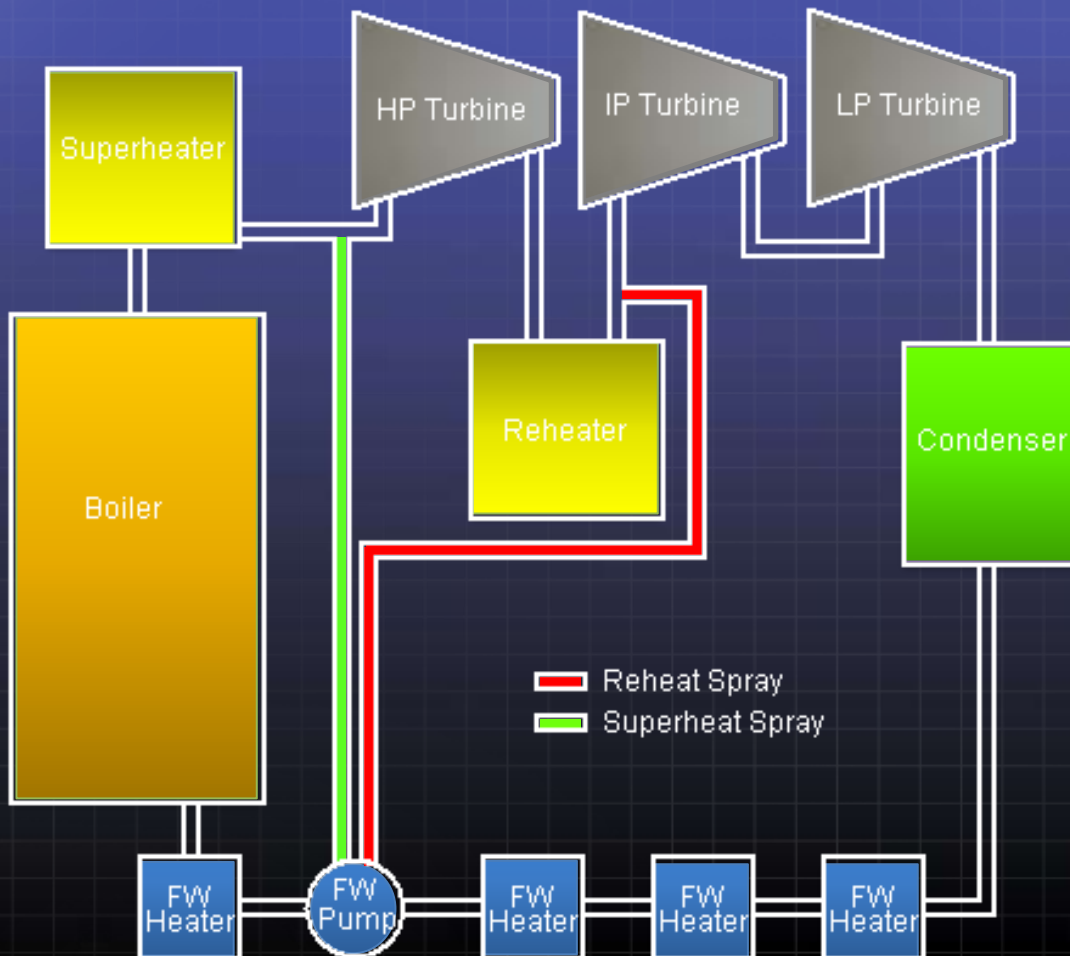 HP Turbine
IP Turbine
LP Turbine
Superheater
Reheater
Condenser
Boiler
Reheat Spray
Superheat Spray
FW
Heater
FW
Pump
FW
Heater
FW
Heater
FW
Heater